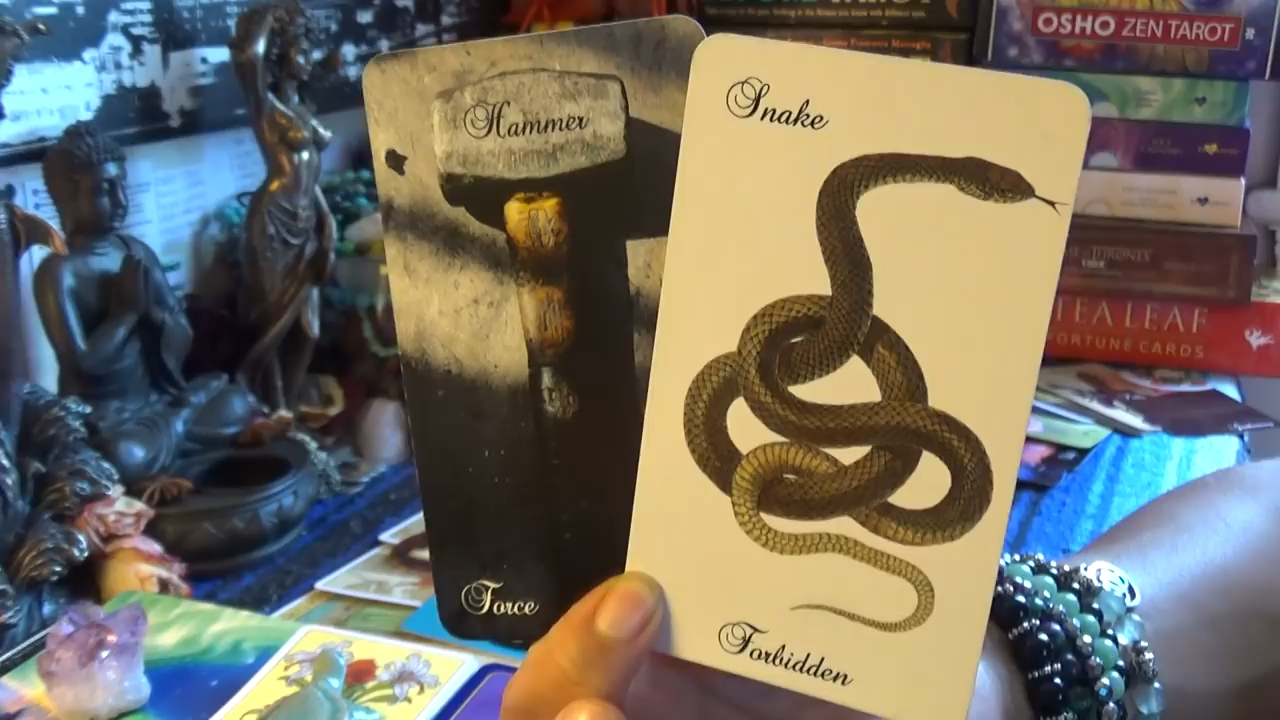 Hammer
Force
Snake
Forbidden
OSHO ZEN TAROT
TEA LEAF
FORTUNE CARDS